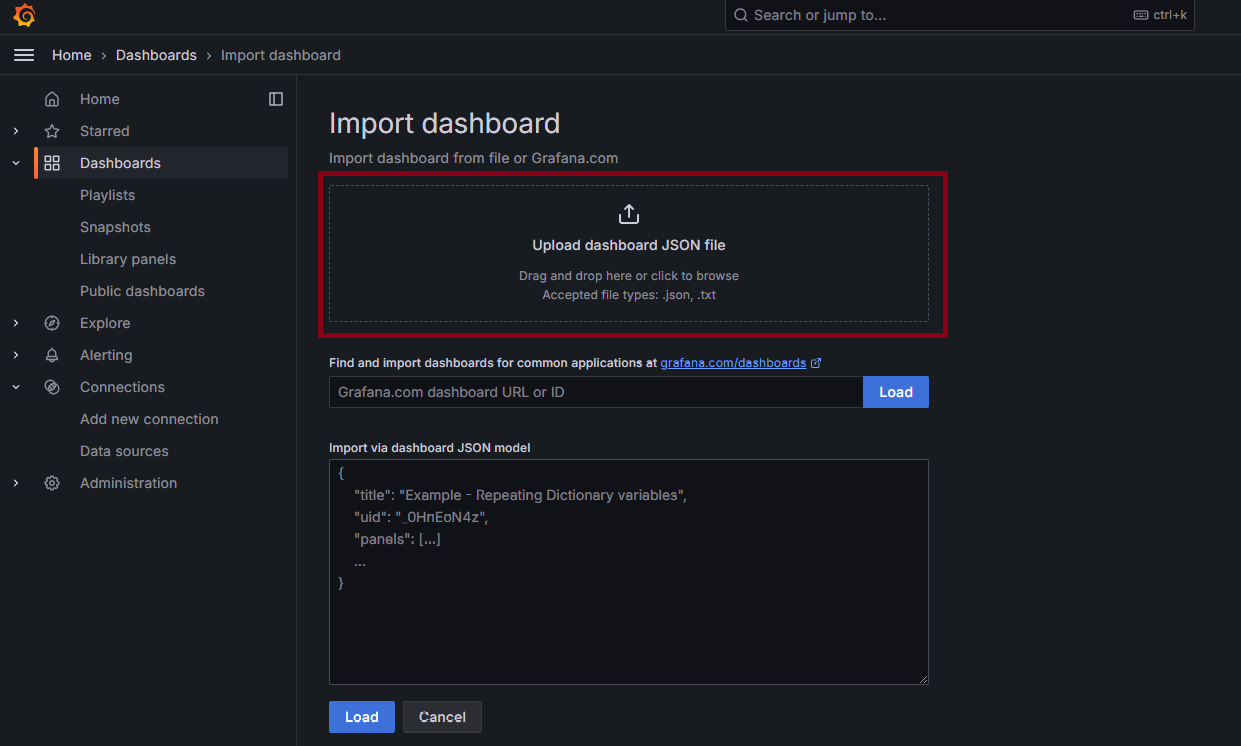 Search or jump to...
ctrl+k
Home › Dashboards › Import dashboard
Home
Starred
Dashboards
Playlists
Snapshots
Library panels
Public dashboards
Explore
Alerting
Connections
Add new connection
Data sources
Administration
Import dashboard
Import dashboard from file or Grafana.com
Upload dashboard JSON file
Drag and drop here or click to browse
Accepted file types: .json, .txt
Find and import dashboards for common applications at grafana.com/dashboards
Grafana.com dashboard URL or ID
Load
Import via dashboard JSON model
{
"title": "Example - Repeating Dictionary variables",
"uid": "_0HnEoN4z",
"panels": [...]
...
}
Load
Cancel